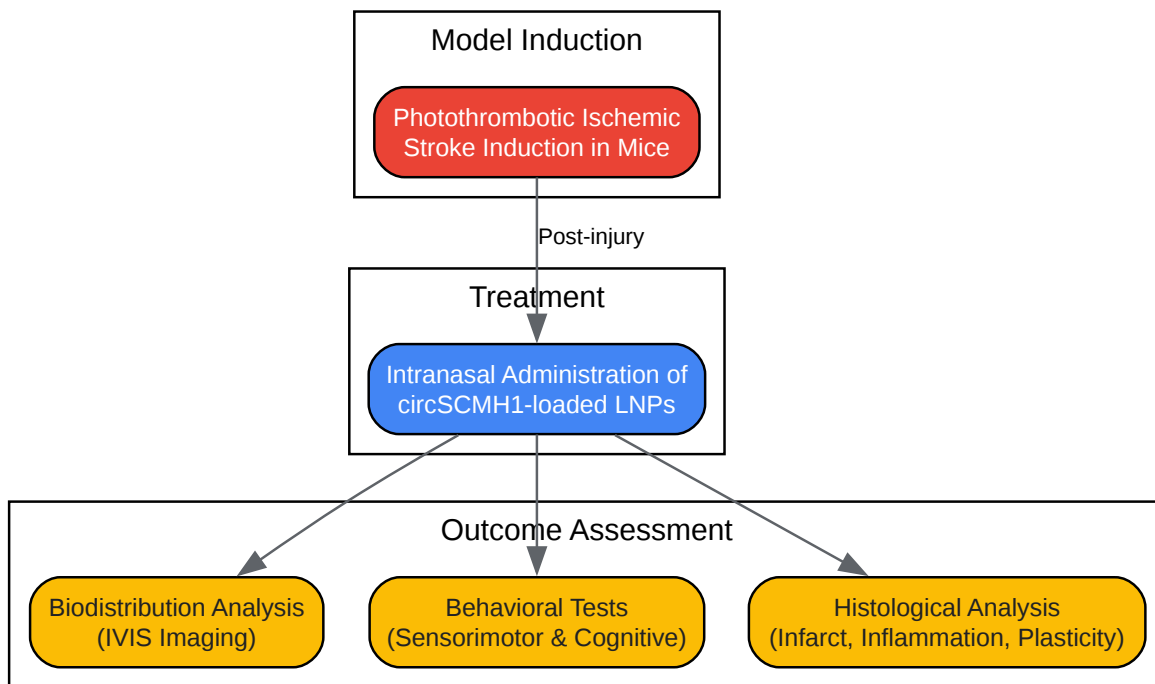 Model Induction
Photothrombotic Ischemic
Stroke Induction in Mice
Post-injury
Treatment
Intranasal Administration of
circSCMH1-loaded LNPs
Outcome Assessment
Biodistribution Analysis
(IVIS Imaging)
Behavioral Tests
(Sensorimotor & Cognitive)
Histological Analysis
(Infarct, Inflammation, Plasticity)